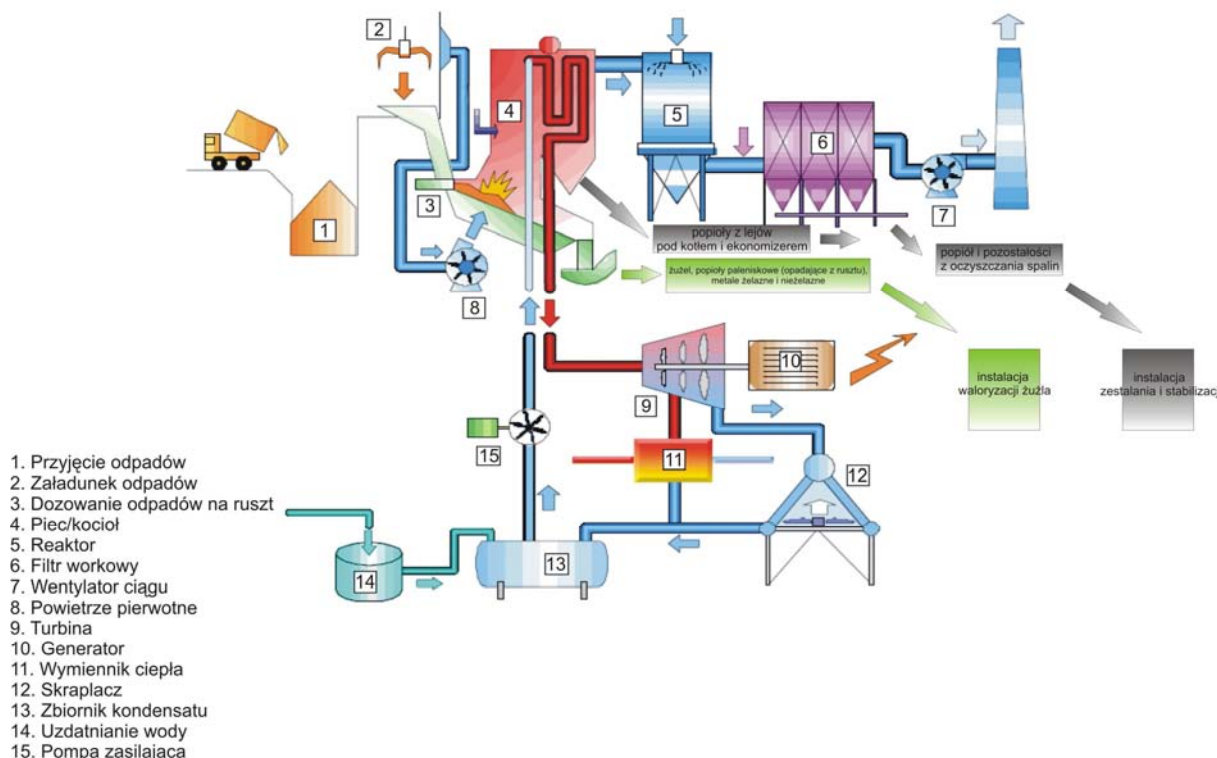 2
4
5
6
3
1
7
8
popioły z lejów
pod kotłem i ekonomizerem
popiół i pozostałości
z oczyszczania spalin
żużel, popioły paleniskowe (opadające z rusztu),
metale żelazne i nieżelazne
10
9
instalacja
waloryzacji żużla
instalacja
zestalania i stabilizacj
15
11
12
13
14
1. Przyjęcie odpadów
2. Załadunek odpadów
3. Dozowanie odpadów na ruszt
4. Piec/kocioł
5. Reaktor
6. Filtr workowy
7. Wentylator ciągu
8. Powietrze pierwotne
9. Turbina
10. Generator
11. Wymiennik ciepła
12. Skraplacz
13. Zbiornik kondensatu
14. Uzdatnianie wody
15. Pompa zasilająca